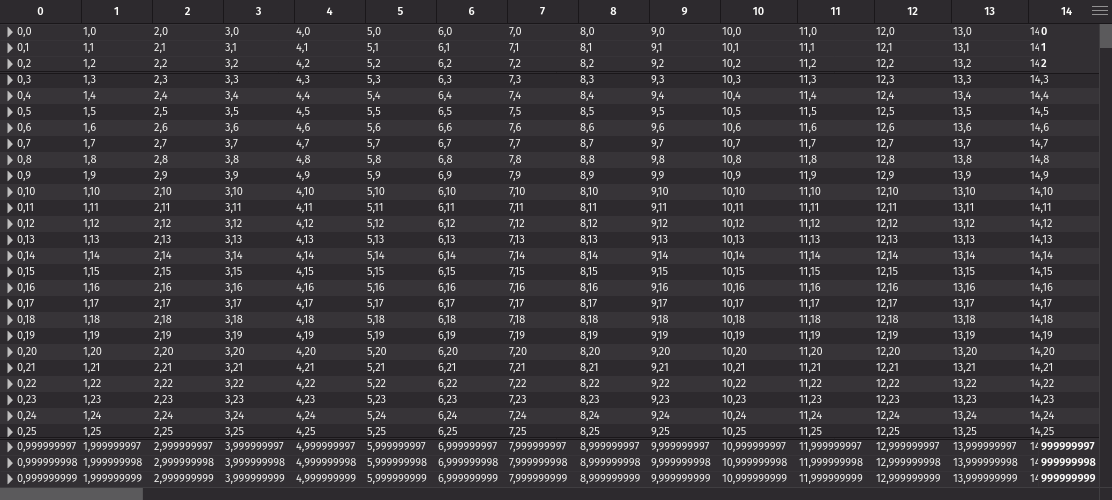 0 1 2 3 4 5 6 7 8 9 10 11 12 13 14
0,0 1,0 2,0 3,0 4,0 5,0 6,0 7,0 8,0 9,0 10,0 11,0 12,0 13,0 14 0
0,1 1,1 2,1 3,1 4,1 5,1 6,1 7,1 8,1 9,1 10,1 11,1 12,1 13,1 14 1
0,2 1,2 2,2 3,2 4,2 5,2 6,2 7,2 8,2 9,2 10,2 11,2 12,2 13,2 14 2
0,3 1,3 2,3 3,3 4,3 5,3 6,3 7,3 8,3 9,3 10,3 11,3 12,3 13,3 14,3
0,4 1,4 2,4 3,4 4,4 5,4 6,4 7,4 8,4 9,4 10,4 11,4 12,4 13,4 14,4
0,5 1,5 2,5 3,5 4,5 5,5 6,5 7,5 8,5 9,5 10,5 11,5 12,5 13,5 14,5
0,6 1,6 2,6 3,6 4,6 5,6 6,6 7,6 8,6 9,6 10,6 11,6 12,6 13,6 14,6
0,7 1,7 2,7 3,7 4,7 5,7 6,7 7,7 8,7 9,7 10,7 11,7 12,7 13,7 14,7
0,8 1,8 2,8 3,8 4,8 5,8 6,8 7,8 8,8 9,8 10,8 11,8 12,8 13,8 14,8
0,9 1,9 2,9 3,9 4,9 5,9 6,9 7,9 8,9 9,9 10,9 11,9 12,9 13,9 14,9
0,10 1,10 2,10 3,10 4,10 5,10 6,10 7,10 8,10 9,10 10,10 11,10 12,10 13,10 14,10
0,11 1,11 2,11 3,11 4,11 5,11 6,11 7,11 8,11 9,11 10,11 11,11 12,11 13,11 14,11
0,12 1,12 2,12 3,12 4,12 5,12 6,12 7,12 8,12 9,12 10,12 11,12 12,12 13,12 14,12
0,13 1,13 2,13 3,13 4,13 5,13 6,13 7,13 8,13 9,13 10,13 11,13 12,13 13,13 14,13
0,14 1,14 2,14 3,14 4,14 5,14 6,14 7,14 8,14 9,14 10,14 11,14 12,14 13,14 14,14
0,15 1,15 2,15 3,15 4,15 5,15 6,15 7,15 8,15 9,15 10,15 11,15 12,15 13,15 14,15
0,16 1,16 2,16 3,16 4,16 5,16 6,16 7,16 8,16 9,16 10,16 11,16 12,16 13,16 14,16
0,17 1,17 2,17 3,17 4,17 5,17 6,17 7,17 8,17 9,17 10,17 11,17 12,17 13,17 14,17
0,18 1,18 2,18 3,18 4,18 5,18 6,18 7,18 8,18 9,18 10,18 11,18 12,18 13,18 14,18
0,19 1,19 2,19 3,19 4,19 5,19 6,19 7,19 8,19 9,19 10,19 11,19 12,19 13,19 14,19
0,20 1,20 2,20 3,20 4,20 5,20 6,20 7,20 8,20 9,20 10,20 11,20 12,20 13,20 14,20
0,21 1,21 2,21 3,21 4,21 5,21 6,21 7,21 8,21 9,21 10,21 11,21 12,21 13,21 14,21
0,22 1,22 2,22 3,22 4,22 5,22 6,22 7,22 8,22 9,22 10,22 11,22 12,22 13,22 14,22
0,23 1,23 2,23 3,23 4,23 5,23 6,23 7,23 8,23 9,23 10,23 11,23 12,23 13,23 14,23
0,24 1,24 2,24 3,24 4,24 5,24 6,24 7,24 8,24 9,24 10,24 11,24 12,24 13,24 14,24
0,25 1,25 2,25 3,25 4,25 5,25 6,25 7,25 8,25 9,25 10,25 11,25 12,25 13,25 14,25
0,999999997 1,999999997 2,999999997 3,999999997 4,999999997 5,999999997 6,999999997 7,999999997 8,999999997 9,999999997 10,999999997 11,999999997 12,999999997 13,999999997 14 999999997
0,999999998 1,999999998 2,999999998 3,999999998 4,999999998 5,999999998 6,999999998 7,999999998 8,999999998 9,999999998 10,999999998 11,999999998 12,999999998 13,999999998 14 999999998
0,999999999 1,999999999 2,999999999 3,999999999 4,999999999 5,999999999 6,999999999 7,999999999 8,999999999 9,999999999 10,999999999 11,999999999 12,999999999 13,999999999 14 999999999